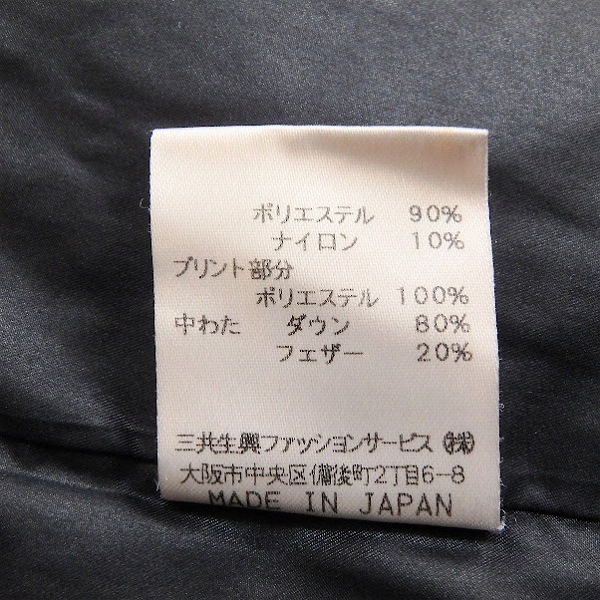 ポリエステル 90%
ナイロン 10%
プリント部分
ポリエステル 100%
中わた ダウン 80%
フェザー 20%
三共生興ファッションサービス(株)
大阪市中央区備後町2丁目6-8
MADE IN JAPAN